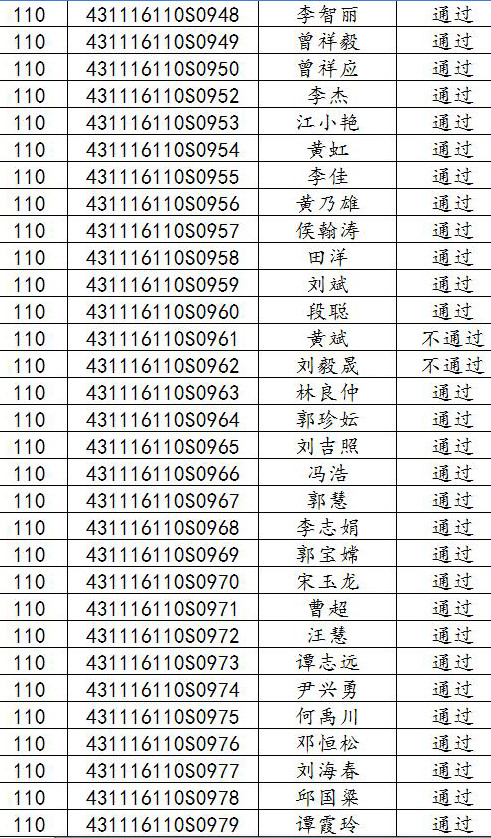 110 431116110S0948 李智丽 通过
110 431116110S0949 曾祥毅 通过
110 431116110S0950 曾祥应 通过
110 431116110S0952 李杰 通过
110 431116110S0953 江小艳 通过
110 431116110S0954 黄虹 通过
110 431116110S0955 李佳 通过
110 431116110S0956 黄乃雄 通过
110 431116110S0957 侯翰涛 通过
110 431116110S0958 田洋 通过
110 431116110S0959 刘斌 通过
110 431116110S0960 段聪 通过
110 431116110S0961 黄斌 不通过
110 431116110S0962 刘毅晟 不通过
110 431116110S0963 林良仲 通过
110 431116110S0964 郭珍妘 通过
110 431116110S0965 刘吉照 通过
110 431116110S0966 冯浩 通过
110 431116110S0967 郭慧 通过
110 431116110S0968 李志娟 通过
110 431116110S0969 郭宝嫦 通过
110 431116110S0970 宋玉龙 通过
110 431116110S0971 曹超 通过
110 431116110S0972 汪慧 通过
110 431116110S0973 谭志远 通过
110 431116110S0974 尹兴勇 通过
110 431116110S0975 何禹川 通过
110 431116110S0976 邓恒松 通过
110 431116110S0977 刘海春 通过
110 431116110S0978 邱国粱 通过
110 431116110S0979 谭霞玲 通过